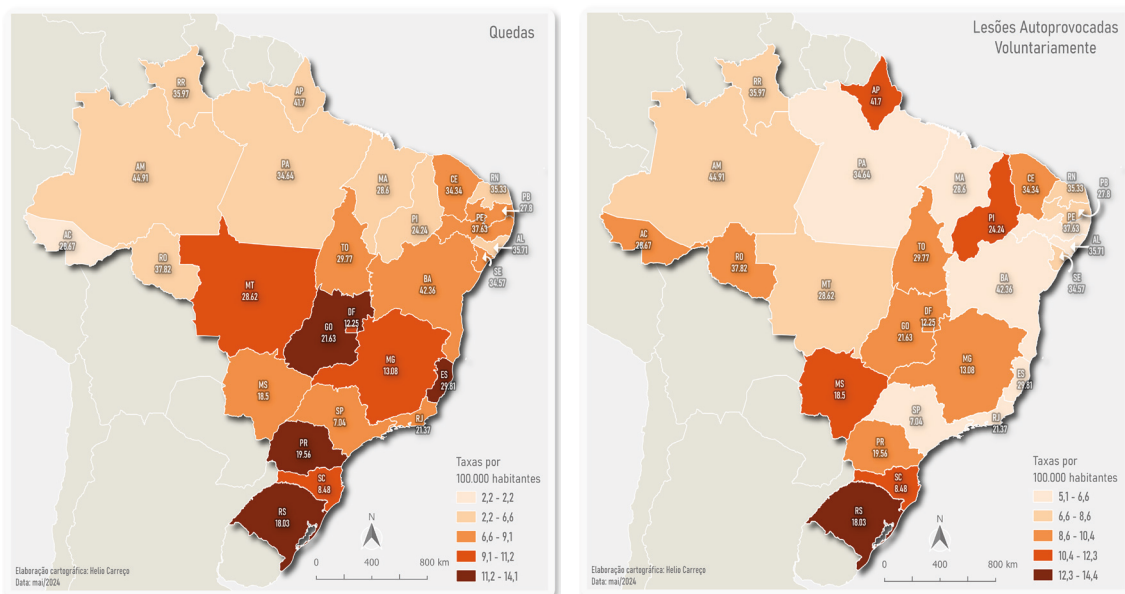 Quedas
RR
35.97
AP
41.7
AM
44.91
PA
34.64
MA
28.6
CE
34.34
RN
35.33
PB
27.8
PI
24.24
PE
37.63
AC
28.67
AL
35.71
RO
37.82
TO
29.77
SE
34.57
BA
42.36
MT
28.62
DF
12.25
GO
21.63
MG
13.08
ES
29.81
MS
18.5
SP
7.04
RJ
21.37
PR
19.56
SC
8.48
RS
18.03
Taxas por
100.000 habitantes
2,2 - 2,2
2,2 - 6,6
6,6 - 9,1
9,1 - 11,2
11,2 - 14,1
N
0 400 800 km
Elaboração cartográfica: Helio Carreço
Data: mai/2024
Lesões Autoprovocadas
Voluntariamente
RR
35.97
AP
41.7
AM
44.91
PA
34.64
MA
28.6
CE
34.34
RN
35.33
PB
27.8
PI
24.24
PE
37.63
AC
28.67
AL
35.71
RO
37.82
TO
29.77
SE
34.57
BA
42.36
MT
28.62
DF
12.25
GO
21.63
MG
13.08
ES
29.81
MS
18.5
SP
7.04
RJ
21.37
PR
19.56
SC
8.48
RS
18.03
Taxas por
100.000 habitantes
5,1 - 6,6
6,6 - 8,6
8,6 - 10,4
10,4 - 12,3
12,3 - 14,4
N
0 400 800 km
Elaboração cartográfica: Helio Carreço
Data: mai/2024